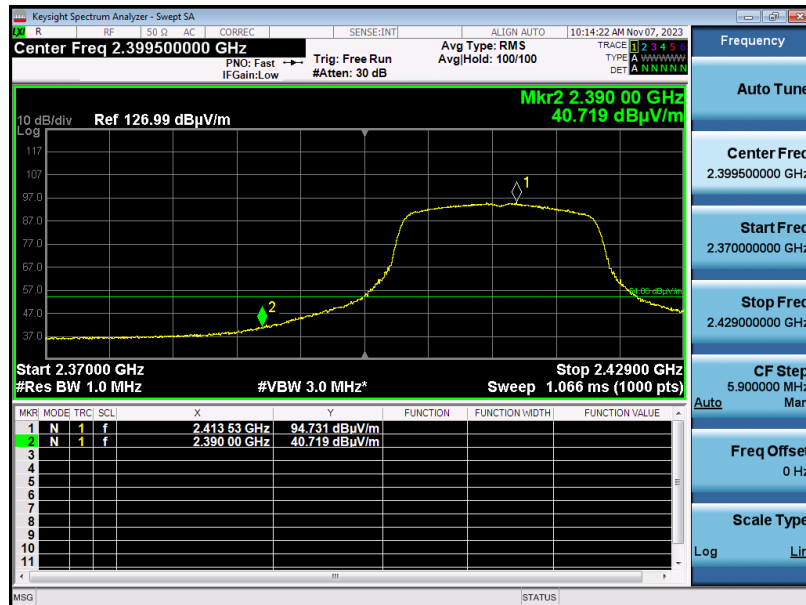 Keysight Spectrum Analyzer - Swept SA
LXI R RF 50 Ω AC CORREC SENSE:INT ALIGN AUTO 10:14:22 AM Nov 07, 2023
Center Freq 2.399500000 GHz
PNO: Fast
IFGain:Low
Trig: Free Run
#Atten: 30 dB
Avg Type: RMS
Avg|Hold: 100/100
TRACE 1 2 3 4 5 6
TYPE A WWWWW
DET A N N N N N
Mkr2 2.390 00 GHz
40.719 dBµV/m
10 dB/div Ref 126.99 dBµV/m
Log
117
107
97.0
87.0
77.0
67.0
57.0
47.0
37.0
1
2
54.00 dBµV/m
Start 2.37000 GHz Stop 2.42900 GHz
#Res BW 1.0 MHz #VBW 3.0 MHz* Sweep 1.066 ms (1000 pts)
MKR MODE TRC SCL X Y FUNCTION FUNCTION WIDTH FUNCTION VALUE
1 N 1 f 2.413 53 GHz 94.731 dBµV/m
2 N 1 f 2.390 00 GHz 40.719 dBµV/m
3
4
5
6
7
8
9
10
11
MSG STATUS
Frequency
Auto Tune
Center Freq
2.399500000 GHz
Start Freq
2.370000000 GHz
Stop Freq
2.429000000 GHz
CF Step
5.900000 MHz
Auto Man
Freq Offset
0 Hz
Scale Type
Log Lin